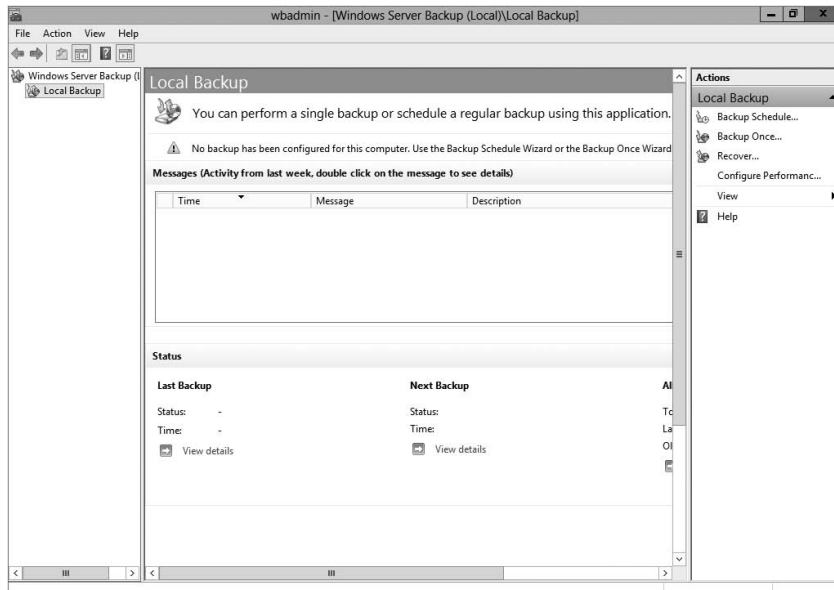 wbadmin - [Windows Server Backup (Local)\Local Backup]
File Action View Help
Windows Server Backup (L
Local Backup
Local Backup
You can perform a single backup or schedule a regular backup using this application.
No backup has been configured for this computer. Use the Backup Schedule Wizard or the Backup Once Wizard
Messages (Activity from last week, double click on the message to see details)
Time Message Description
Status
Last Backup
Status: -
Time: -
View details
Next Backup
Status:
Time:
View details
Al
To
La
Ol
Actions
Local Backup
Backup Schedule...
Backup Once...
Recover...
Configure Performanc...
View
Help